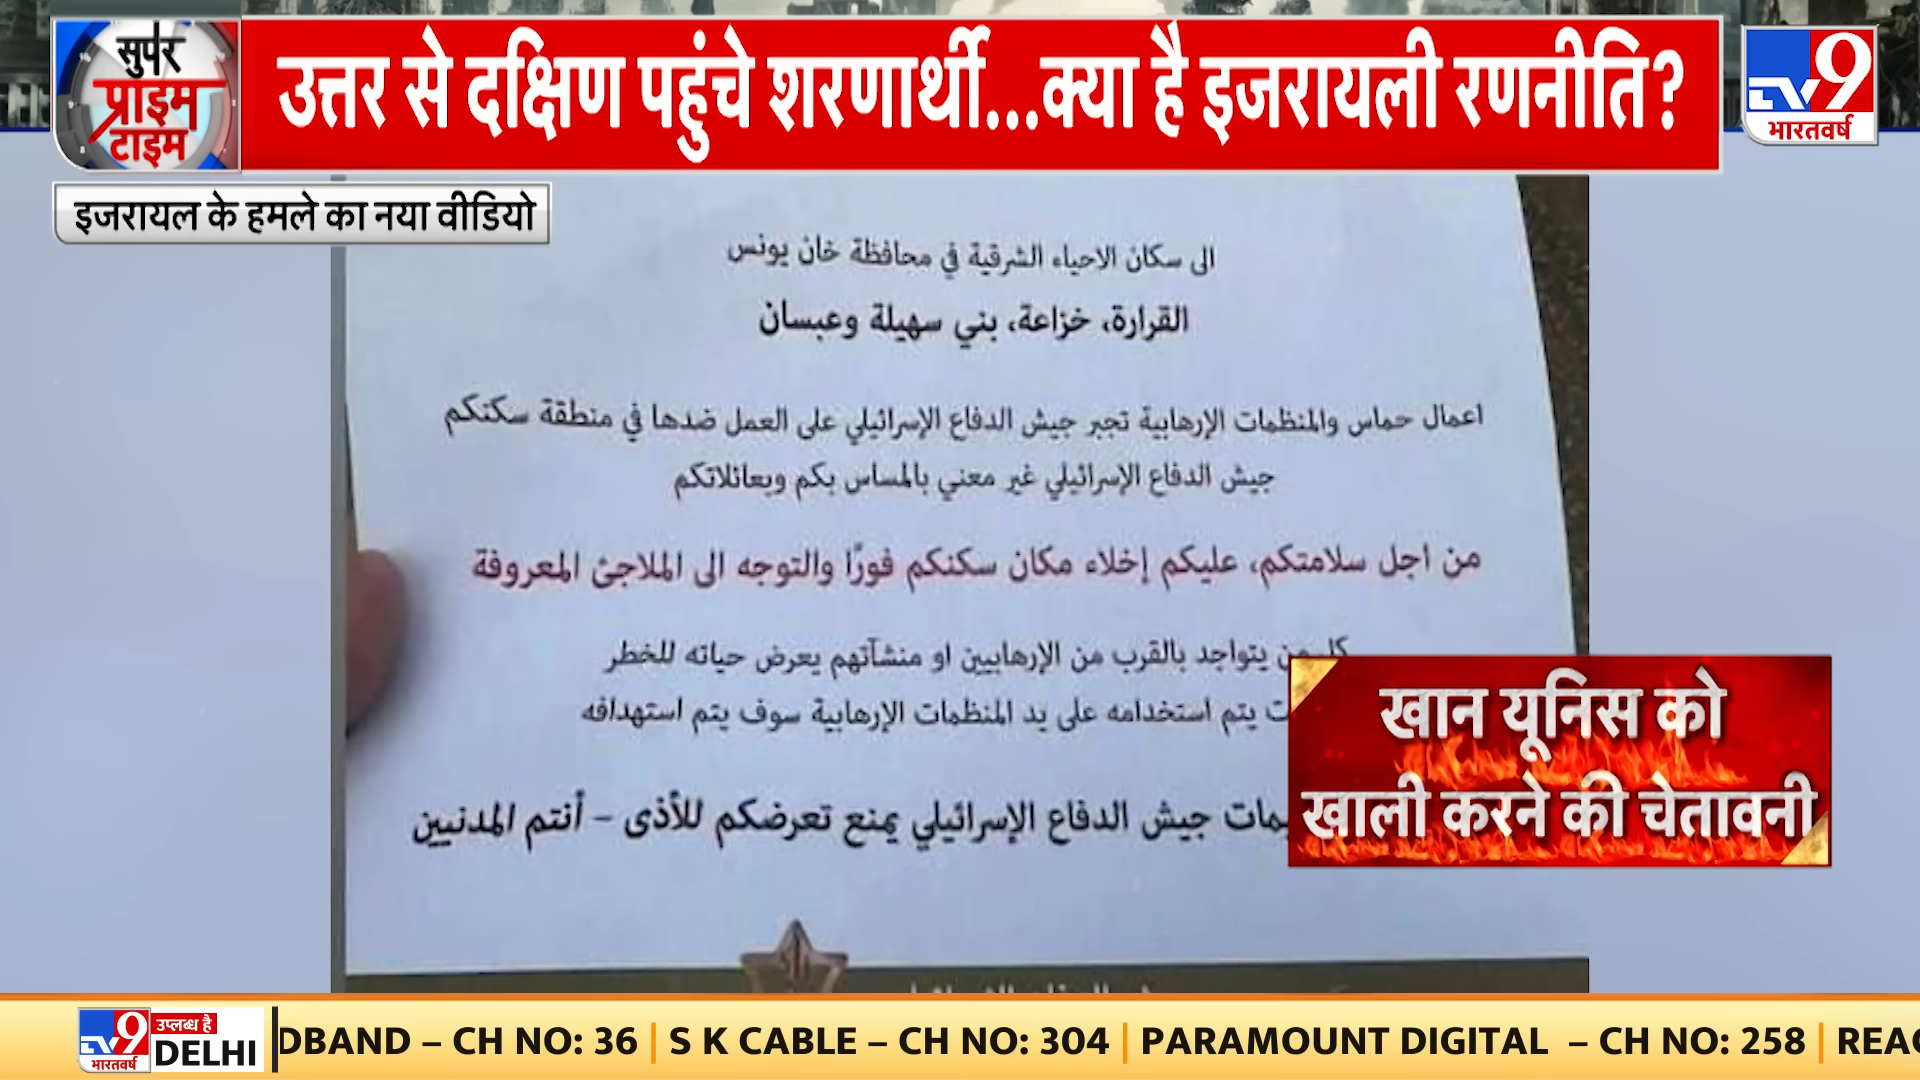 सुपर
प्राइम
टाइम
उत्तर से दक्षिण पहुंचे शरणार्थी...क्या है इजरायली रणनीति?
TV9
भारतवर्ष
इजरायल के हमले का नया वीडियो
الى سكان الاحياء الشرقية في محافظة خان يونس
القرارة، خزاعة، بني سهيلة وعبسان
اعمال حماس والمنظمات الإرهابية تجبر جيش الدفاع الإسرائيلي على العمل ضدها في منطقة سكنكم
جيش الدفاع الإسرائيلي غير معني بالمساس بكم وبعائلاتكم
من اجل سلامتكم، عليكم إخلاء مكان سكنكم فورًا والتوجه الى الملاجئ المعروفة
كل من يتواجد بالقرب من الإرهابيين او منشآتهم يعرض حياته للخطر
يتم استخدامه على يد المنظمات الإرهابية سوف يتم استهدافه
جيش الدفاع الإسرائيلي يمنع تعرضكم للأذى – أنتم المدنيين
खान यूनिस को
खाली करने की चेतावनी
TV9
भारतवर्ष
उप्लब्ध है
DELHI
DBAND – CH NO: 36 | S K CABLE – CH NO: 304 | PARAMOUNT DIGITAL – CH NO: 258 | REAC